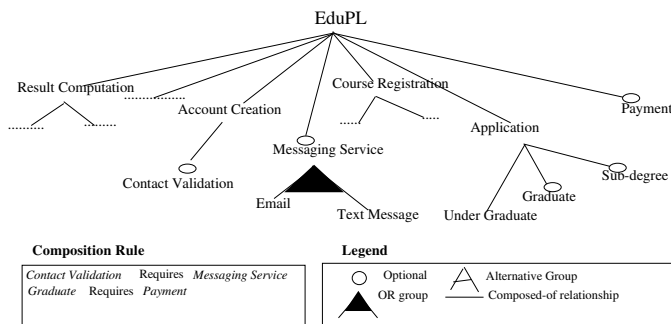 EduPL
Result Computation
Course Registration
Account Creation
Payment
Application
Messaging Service
Contact Validation
Sub-degree
Graduate
Email
Text Message
Under Graduate
Composition Rule
Contact Validation Requires Messaging Service
Graduate Requires Payment
Legend
Optional
Alternative Group
OR group
Composed-of relationship